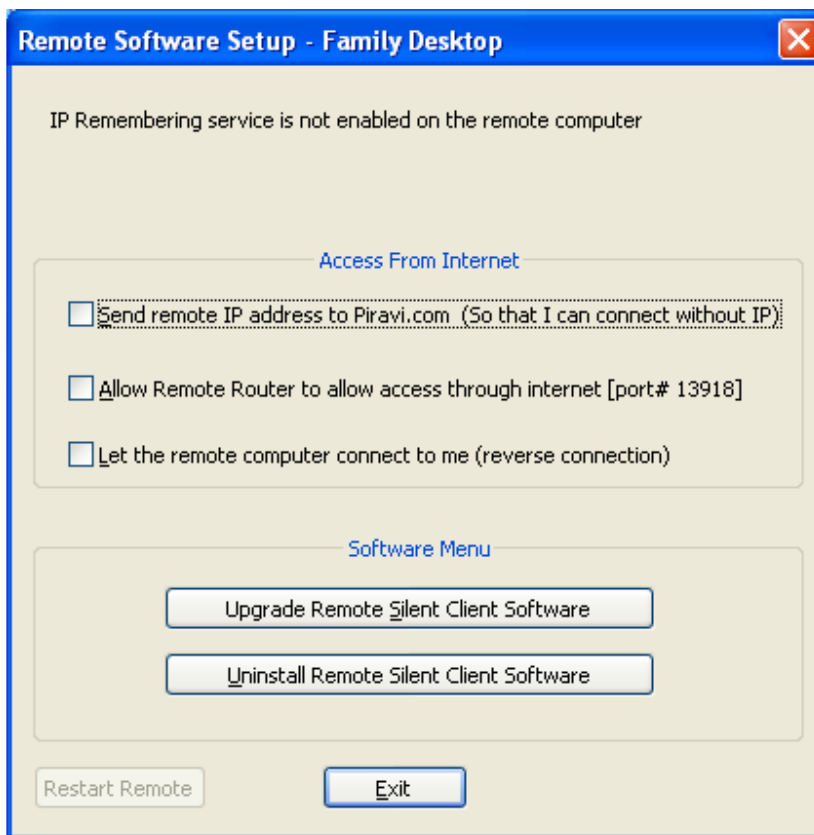 Remote Software Setup - Family Desktop
IP Remembering service is not enabled on the remote computer
Access From Internet
Send remote IP address to Piravi.com  (So that I can connect without IP)
Allow Remote Router to allow access through internet [port# 13918]
Let the remote computer connect to me (reverse connection)
Software Menu
Upgrade Remote Silent Client Software
Uninstall Remote Silent Client Software
Restart Remote
Exit